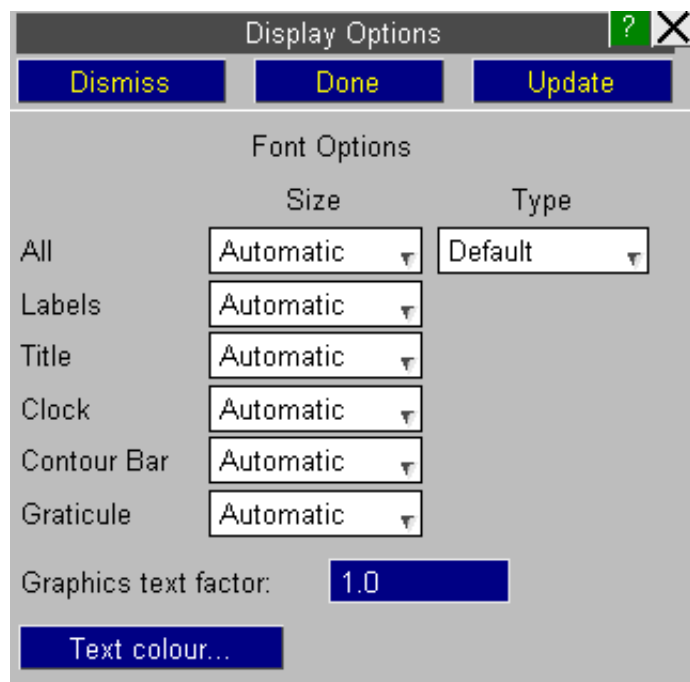 Display Options ?
Dismiss Done Update
Font Options
Size Type
All Automatic Default
Labels Automatic
Title Automatic
Clock Automatic
Contour Bar Automatic
Graticule Automatic
Graphics text factor: 1.0
Text colour...